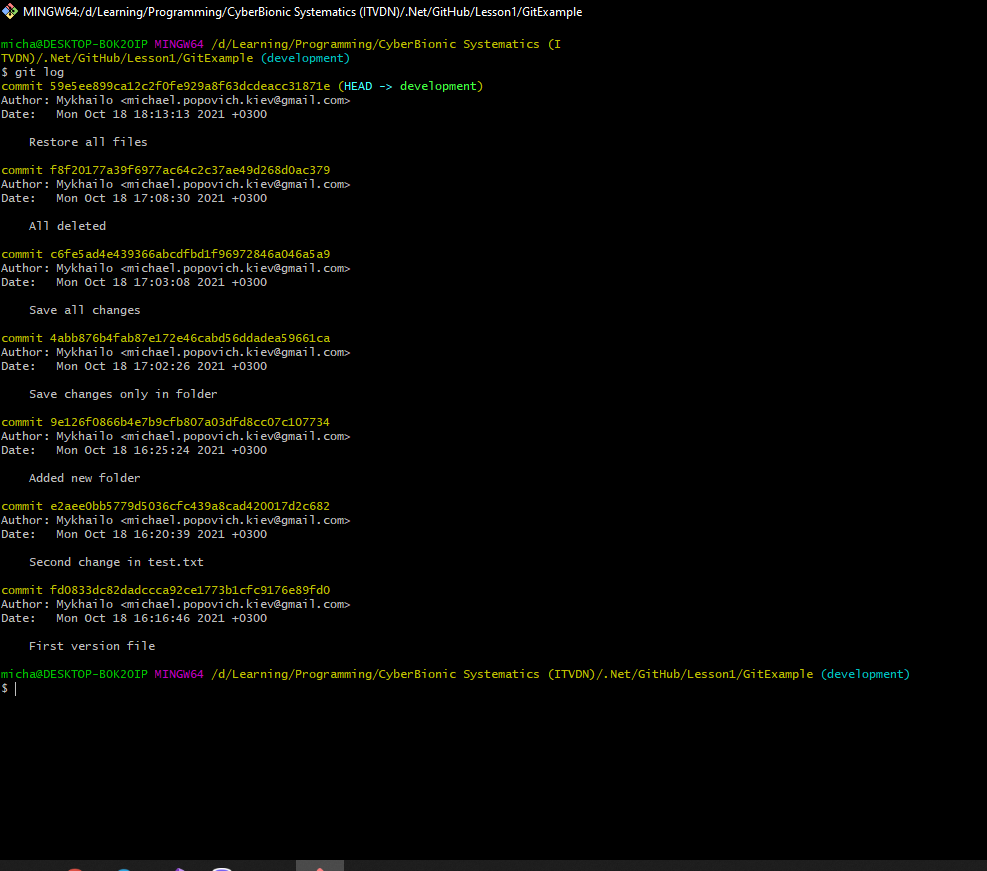 MINGW64:/d/Learning/Programming/CyberBionic Systematics (ITVDN)/.Net/GitHub/Lesson1/GitExample
micha@DESKTOP-BOK2OIP MINGW64 /d/Learning/Programming/CyberBionic Systematics (I
TVDN)/.Net/GitHub/Lesson1/GitExample (development)
$ git log
commit 59e5ee899ca12c2f0fe929a8f63dcdeacc31871e (HEAD -> development)
Author: Mykhailo <michael.popovich.kiev@gmail.com>
Date:   Mon Oct 18 18:13:13 2021 +0300
Restore all files
commit f8f20177a39f6977ac64c2c37ae49d268d0ac379
Author: Mykhailo <michael.popovich.kiev@gmail.com>
Date:   Mon Oct 18 17:08:30 2021 +0300
All deleted
commit c6fe5ad4e439366abcdfbd1f96972846a046a5a9
Author: Mykhailo <michael.popovich.kiev@gmail.com>
Date:   Mon Oct 18 17:03:08 2021 +0300
Save all changes
commit 4abb876b4fab87e172e46cabd56ddadea59661ca
Author: Mykhailo <michael.popovich.kiev@gmail.com>
Date:   Mon Oct 18 17:02:26 2021 +0300
Save changes only in folder
commit 9e126f0866b4e7b9cfb807a03dfd8cc07c107734
Author: Mykhailo <michael.popovich.kiev@gmail.com>
Date:   Mon Oct 18 16:25:24 2021 +0300
Added new folder
commit e2aee0bb5779d5036cfc439a8cad420017d2c682
Author: Mykhailo <michael.popovich.kiev@gmail.com>
Date:   Mon Oct 18 16:20:39 2021 +0300
Second change in test.txt
commit fd0833dc82dadccca92ce1773b1cfc9176e89fd0
Author: Mykhailo <michael.popovich.kiev@gmail.com>
Date:   Mon Oct 18 16:16:46 2021 +0300
First version file
micha@DESKTOP-BOK2OIP MINGW64 /d/Learning/Programming/CyberBionic Systematics (ITVDN)/.Net/GitHub/Lesson1/GitExample (development)
$